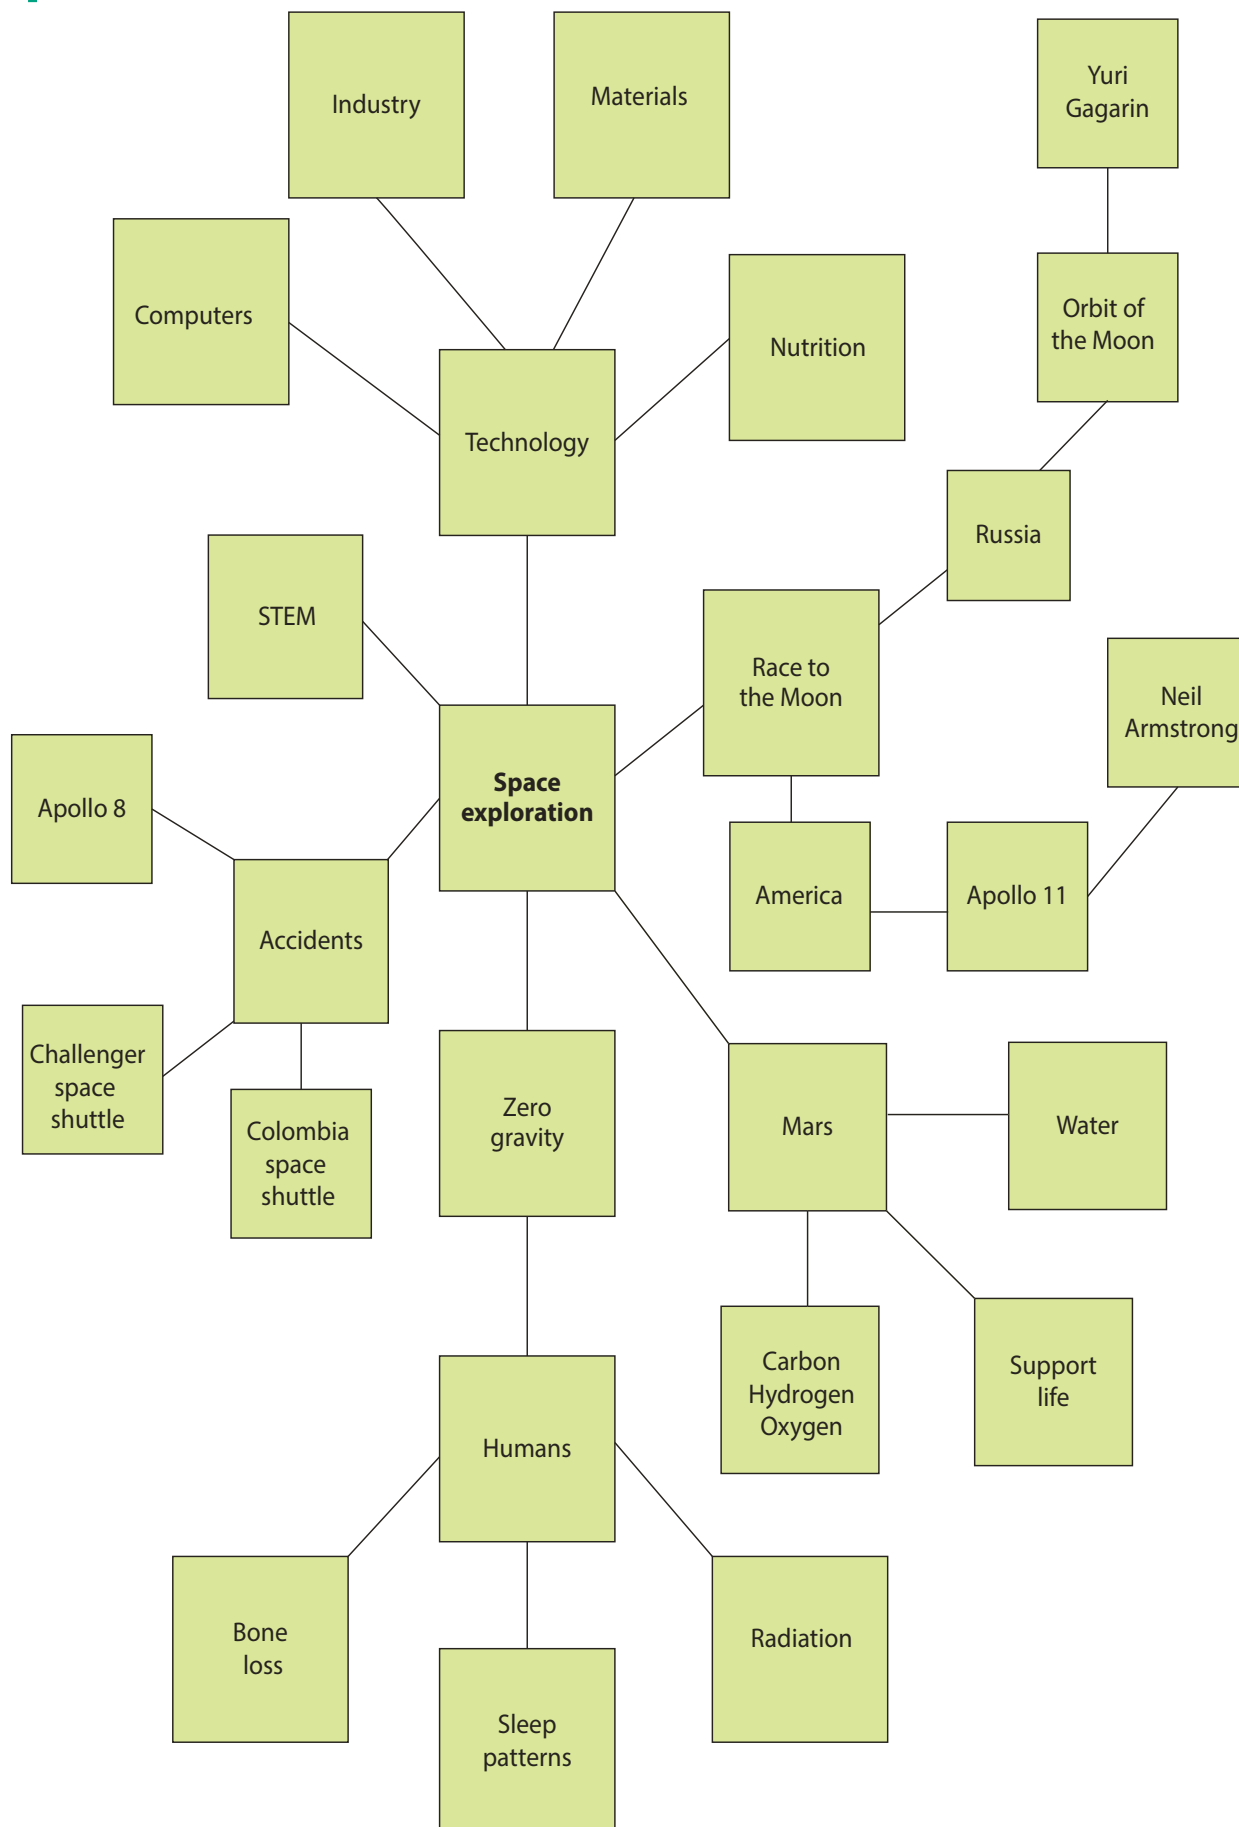 Industry
Materials
Yuri
Gagarin
Computers
Nutrition
Orbit of
the Moon
Technology
Russia
STEM
Race to
the Moon
Neil
Armstrong
Space
exploration
Apollo 8
America
Apollo 11
Accidents
Challenger
space
shuttle
Colombia
space
shuttle
Zero
gravity
Mars
Water
Carbon
Hydrogen
Oxygen
Support
life
Humans
Bone
loss
Radiation
Sleep
patterns